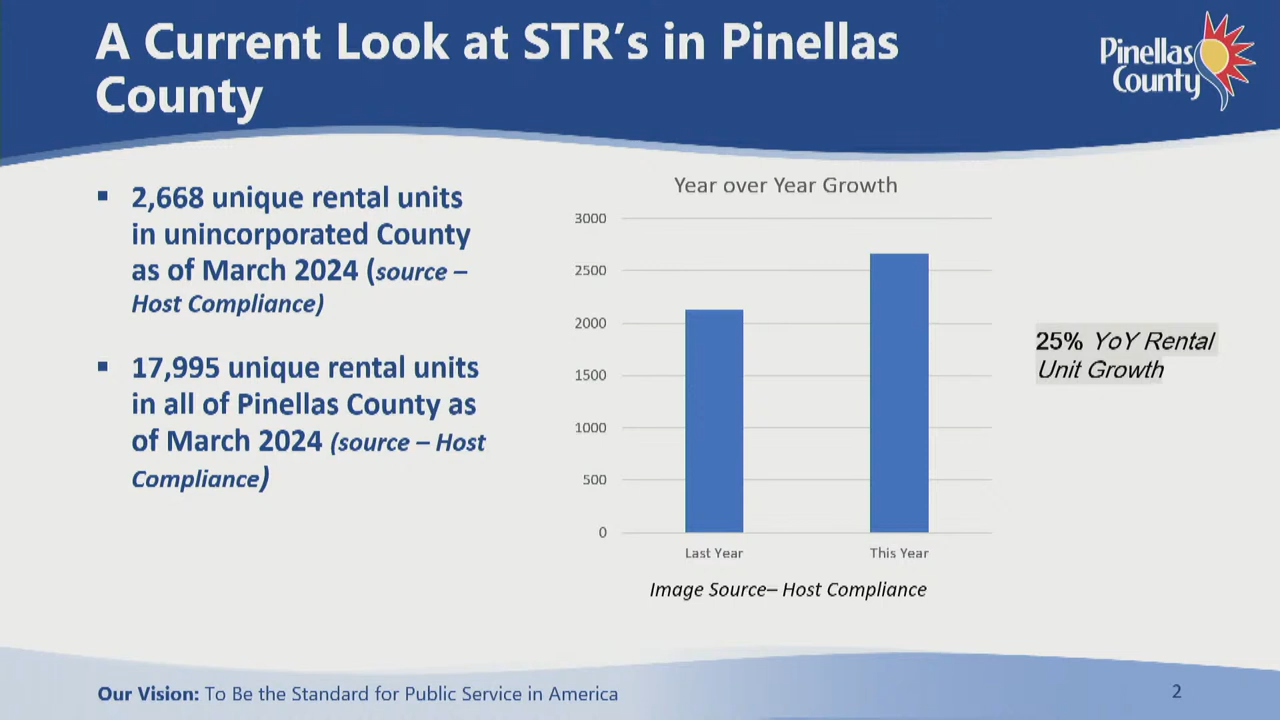 A Current Look at STR’s in Pinellas
County
Pinellas
County
▪ 2,668 unique rental units
in unincorporated County
as of March 2024 (source –
Host Compliance)
▪ 17,995 unique rental units
in all of Pinellas County as
of March 2024 (source – Host
Compliance)
Year over Year Growth
3000
2500
2000
1500
1000
500
0
Last Year
This Year
Image Source– Host Compliance
25% YoY Rental
Unit Growth
Our Vision: To Be the Standard for Public Service in America
2